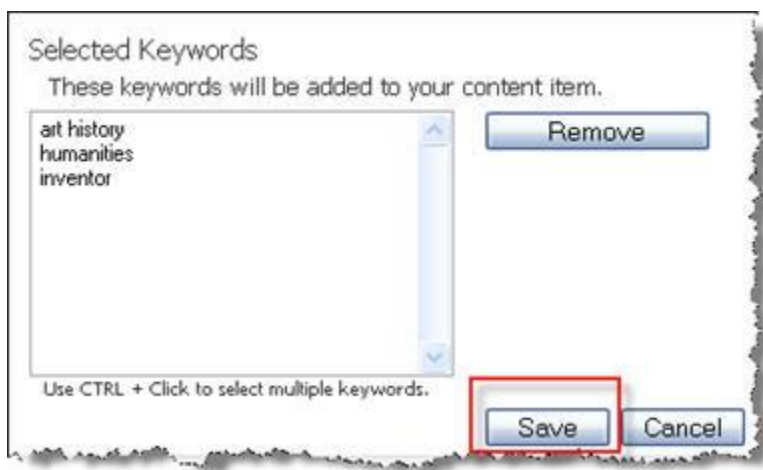 Selected Keywords
These keywords will be added to your content item.
art history
humanities
inventor
Remove
Use CTRL + Click to select multiple keywords.
Save
Cancel